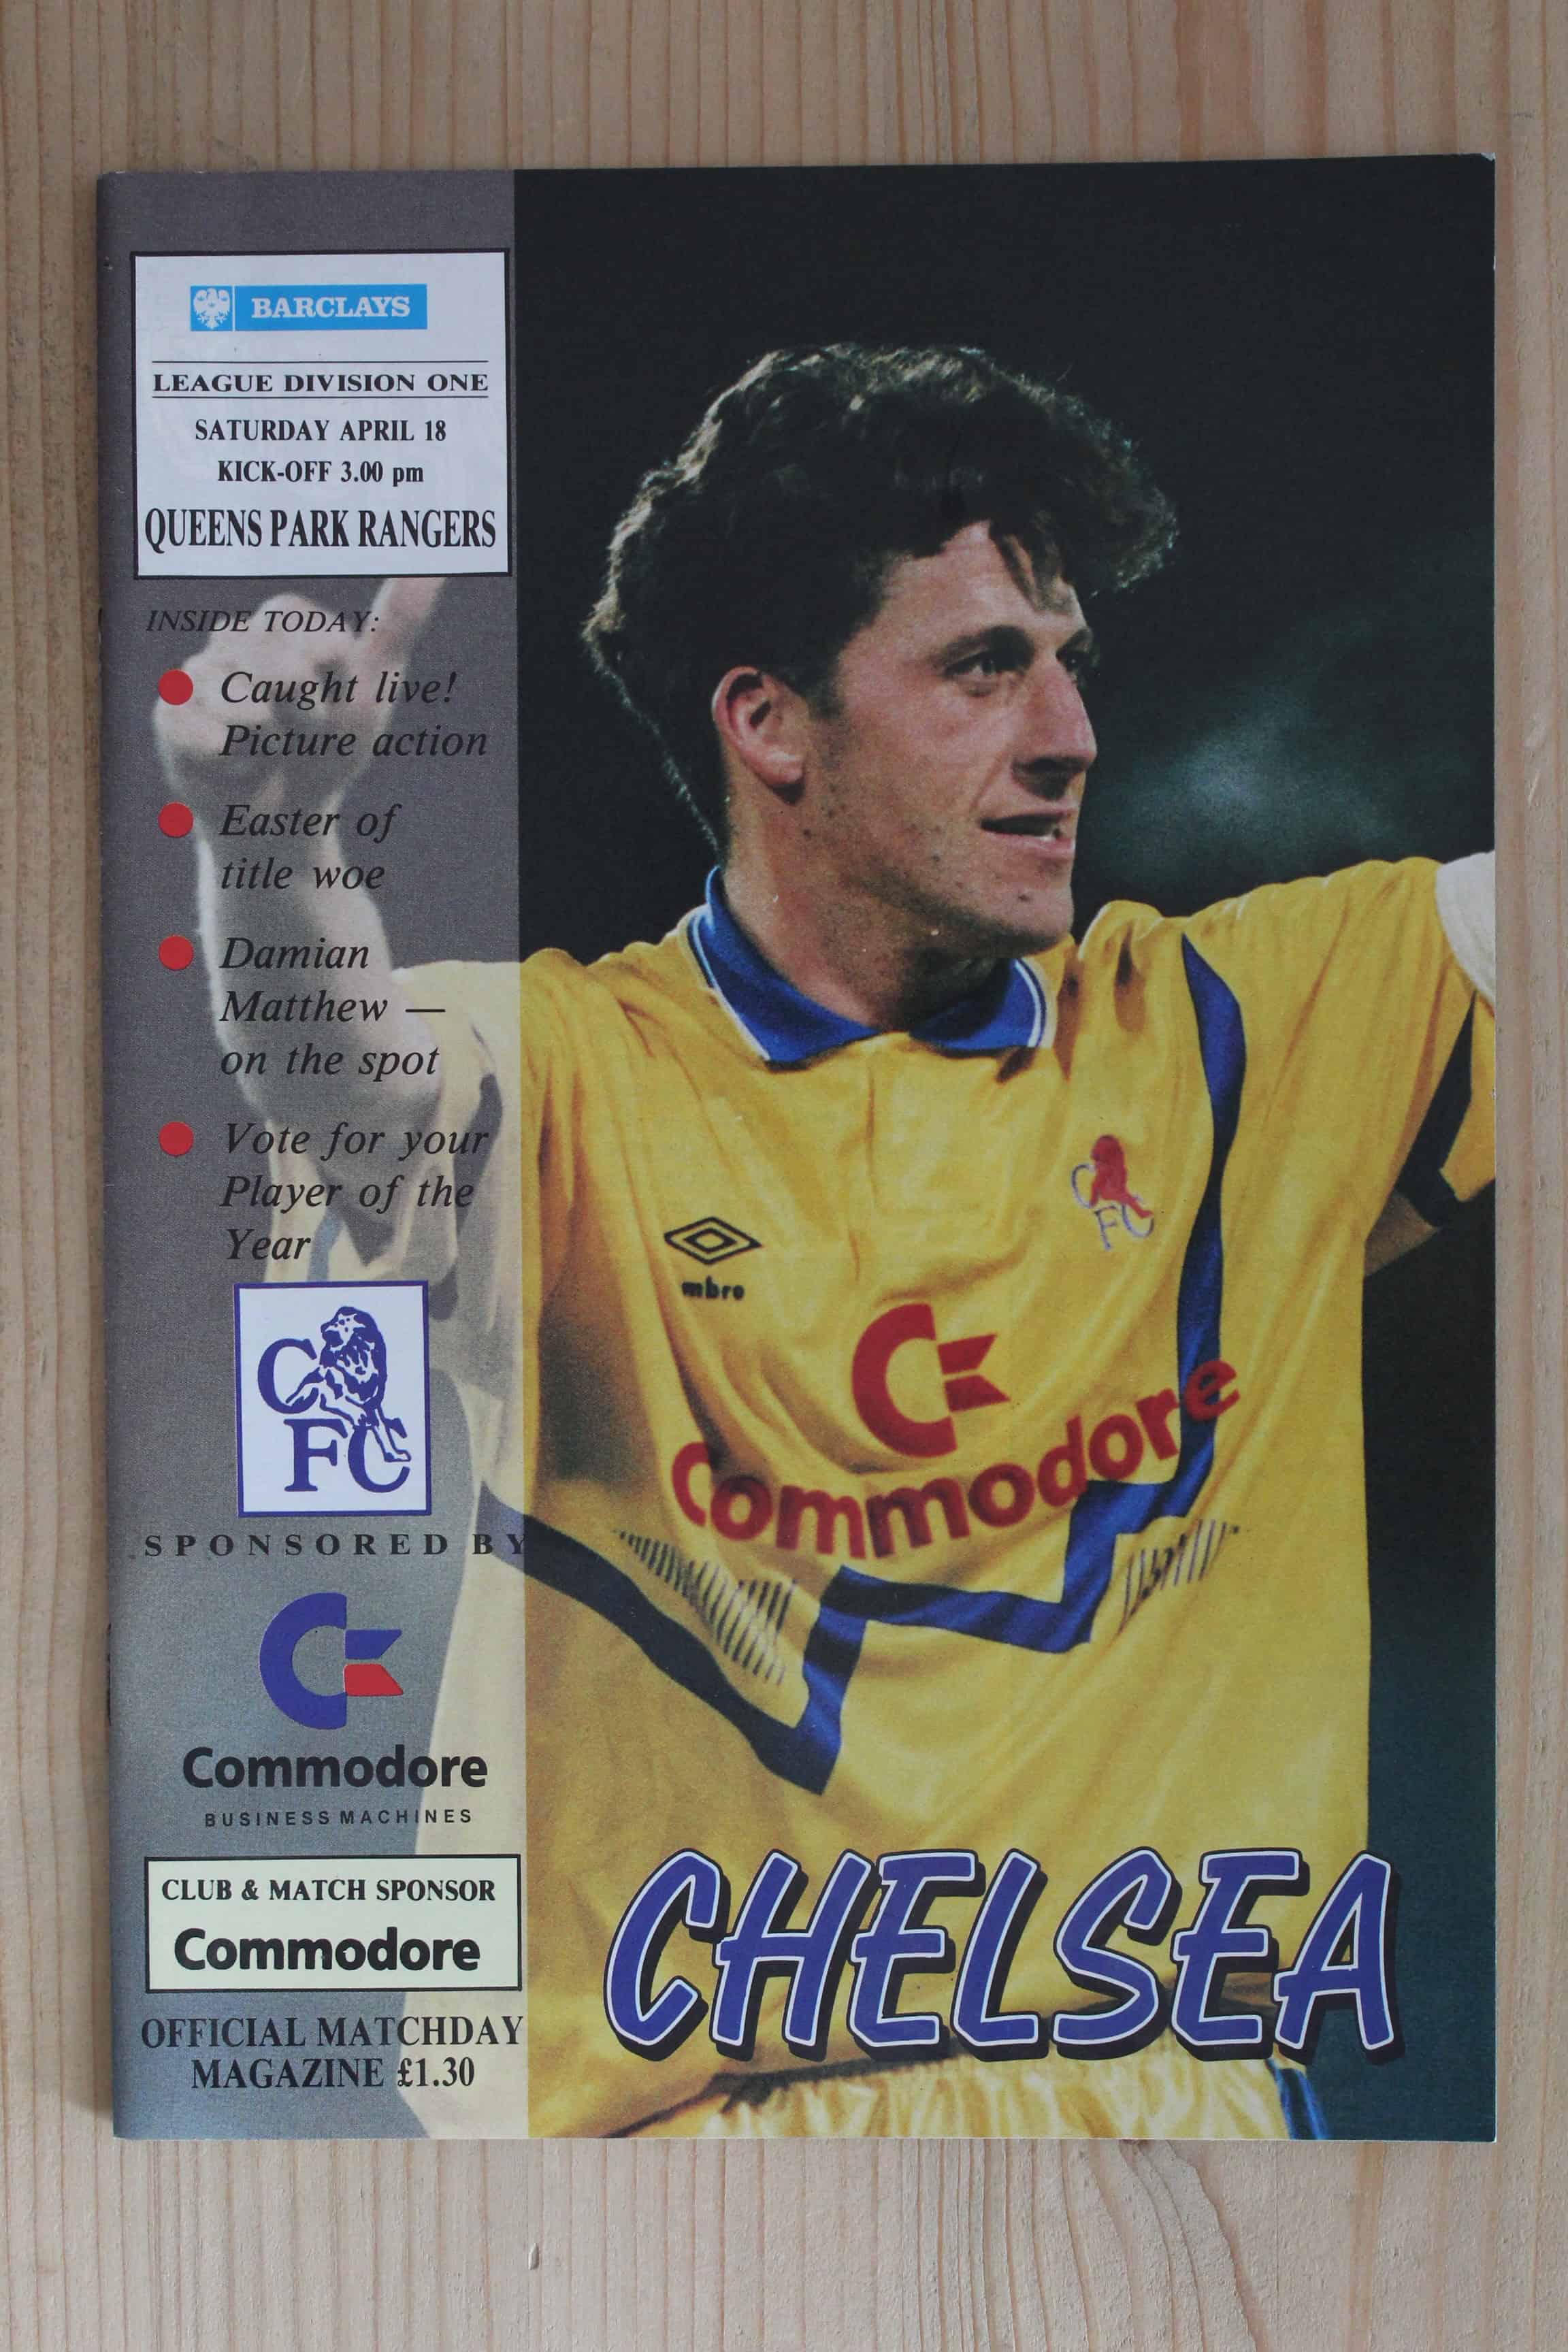 BARCLAYS
LEAGUE DIVISION ONE
SATURDAY APRIL 18
KICK-OFF 3.00 pm
QUEENS PARK RANGERS
INSIDE TODAY:
Caught live!
Picture action
Easter of
title woe
Damian
Matthew —
on the spot
Vote for your
Player of the
Year
CFC
SPONSORED BY
Commodore
BUSINESS MACHINES
CLUB & MATCH SPONSOR
Commodore
OFFICIAL MATCHDAY
MAGAZINE £1.30
CFC
mbro
Commodore
CHELSEA